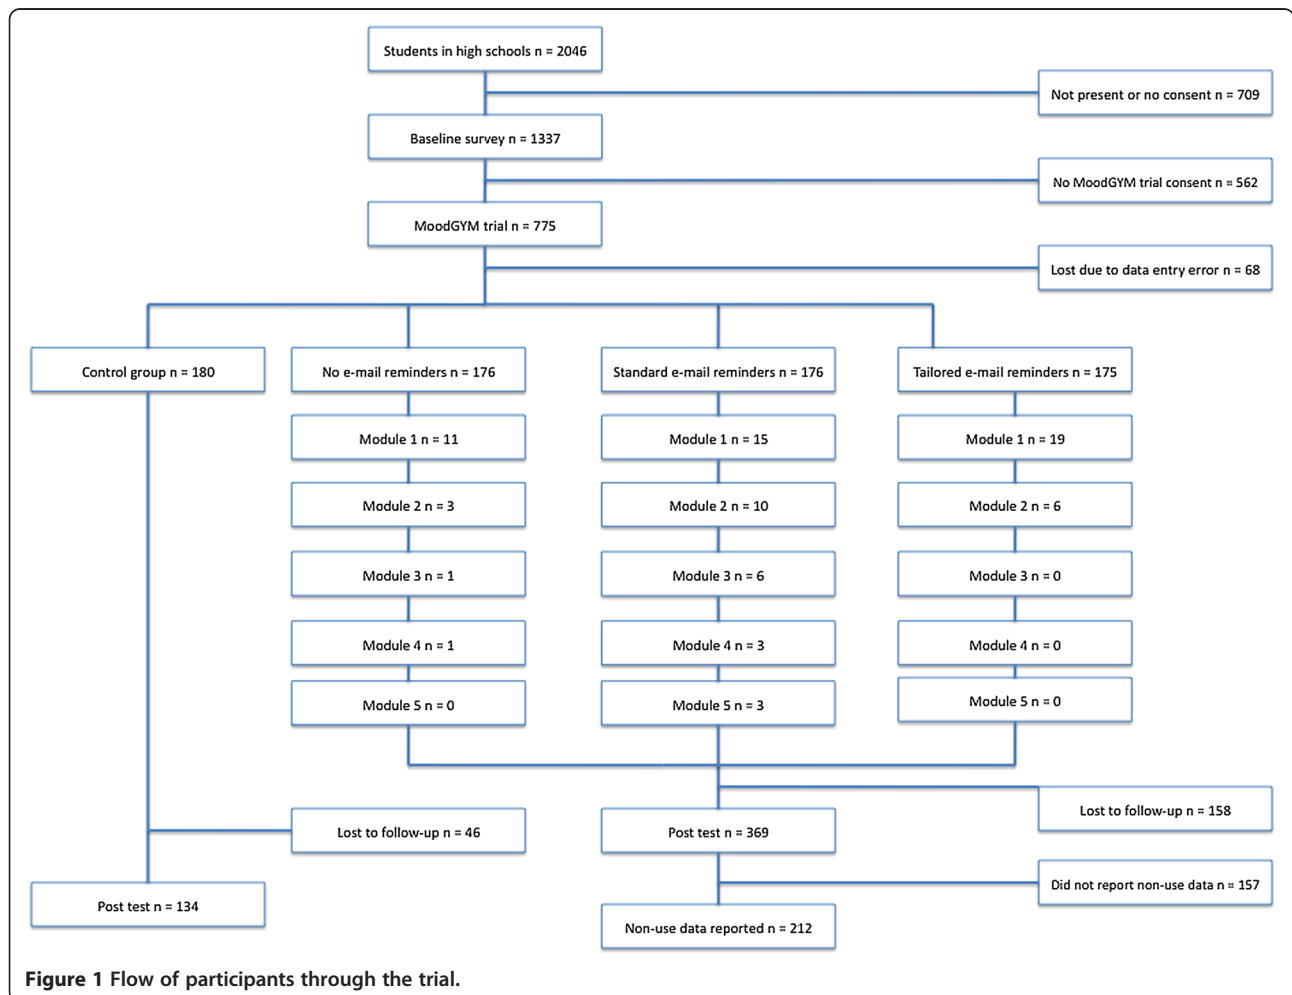 Students in high schools n = 2046
Not present or no consent n = 709
Baseline survey n = 1337
No MoodGYM trial consent n = 562
MoodGYM trial n = 775
Lost due to data entry error n = 68
Control group n = 180
No e-mail reminders n = 176
Standard e-mail reminders n = 176
Tailored e-mail reminders n = 175
Module 1 n = 11
Module 1 n = 15
Module 1 n = 19
Module 2 n = 3
Module 2 n = 10
Module 2 n = 6
Module 3 n = 1
Module 3 n = 6
Module 3 n = 0
Module 4 n = 1
Module 4 n = 3
Module 4 n = 0
Module 5 n = 0
Module 5 n = 3
Module 5 n = 0
Lost to follow-up n = 158
Lost to follow-up n = 46
Post test n = 369
Did not report non-use data n = 157
Post test n = 134
Non-use data reported n = 212
Figure 1 Flow of participants through the trial.